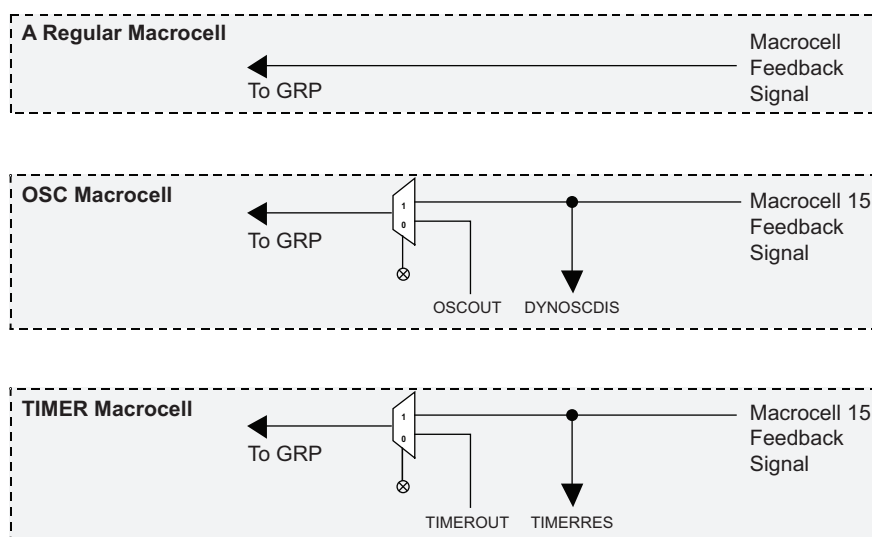 A Regular Macrocell
To GRP
Macrocell
Feedback
Signal
OSC Macrocell
To GRP
1
0
OSCOUT
DYNOSCDIS
Macrocell 15
Feedback
Signal
TIMER Macrocell
To GRP
1
0
TIMEROUT
TIMERRES
Macrocell 15
Feedback
Signal